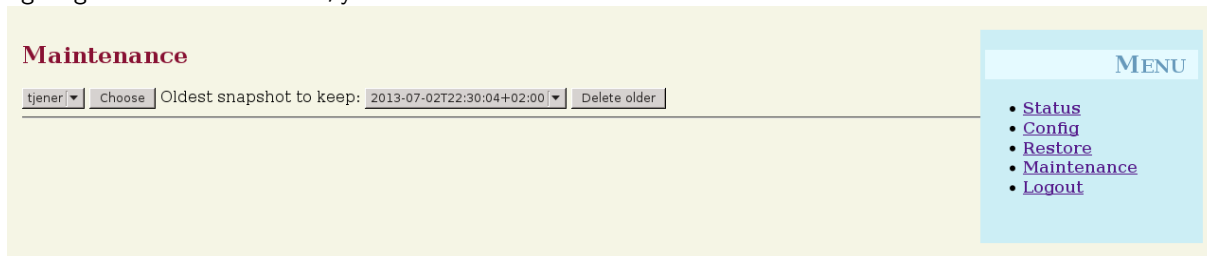 Maintenance
tjener Choose Oldest snapshot to keep: 2013-07-02T22:30:04+02:00 Delete older
MENU
Status
Config
Restore
Maintenance
Logout